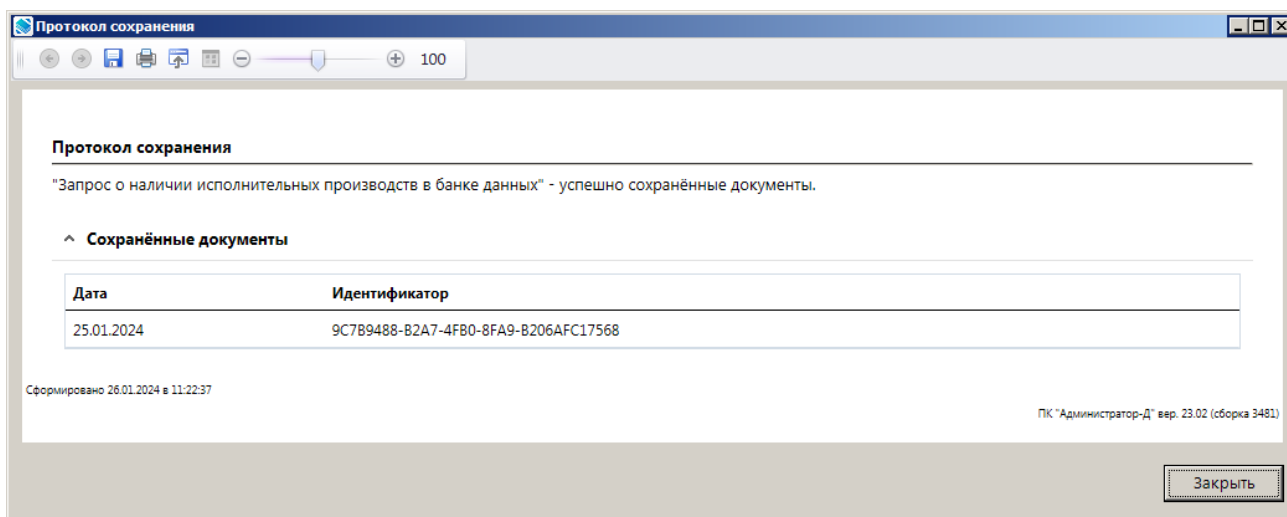 Протокол сохранения
100
Протокол сохранения
"Запрос о наличии исполнительных производств в банке данных" - успешно сохранённые документы.
Сохранённые документы
Дата Идентификатор
25.01.2024 9C7B9488-B2A7-4FB0-8FA9-B206AFC17568
Сформировано 26.01.2024 в 11:22:37
ПК "Администратор-Д" вер. 23.02 (сборка 3481)
Закрыть